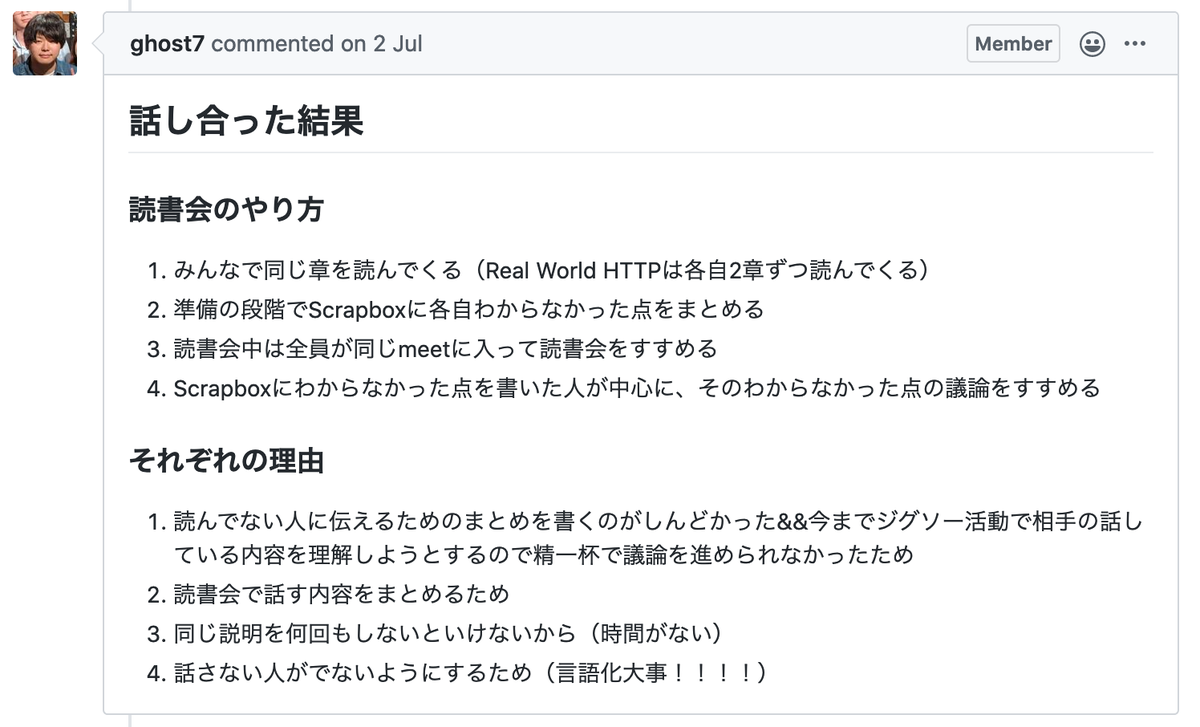 ghost7 commented on 2 Jul
Member
話し合った結果
読書会のやり方
1. みんなで同じ章を読んでくる（Real World HTTPは各自2章ずつ読んでくる）
2. 準備の段階でScrapboxに各自わからなかった点をまとめる
3. 読書会中は全員が同じmeetに入って読書会をすすめる
4. Scrapboxにわからなかった点を書いた人が中心に、そのわからなかった点の議論をすすめる
それぞれの理由
1. 読んでない人に伝えるためのまとめを書くのがしんどかった&&今までジグソー活動で相手の話し
ている内容を理解しようとするので精一杯で議論を進められなかったため
2. 読書会で話す内容をまとめるため
3. 同じ説明を何回もしないといけないから（時間がない）
4. 話さない人がでないようにするため（言語化大事！！！！）